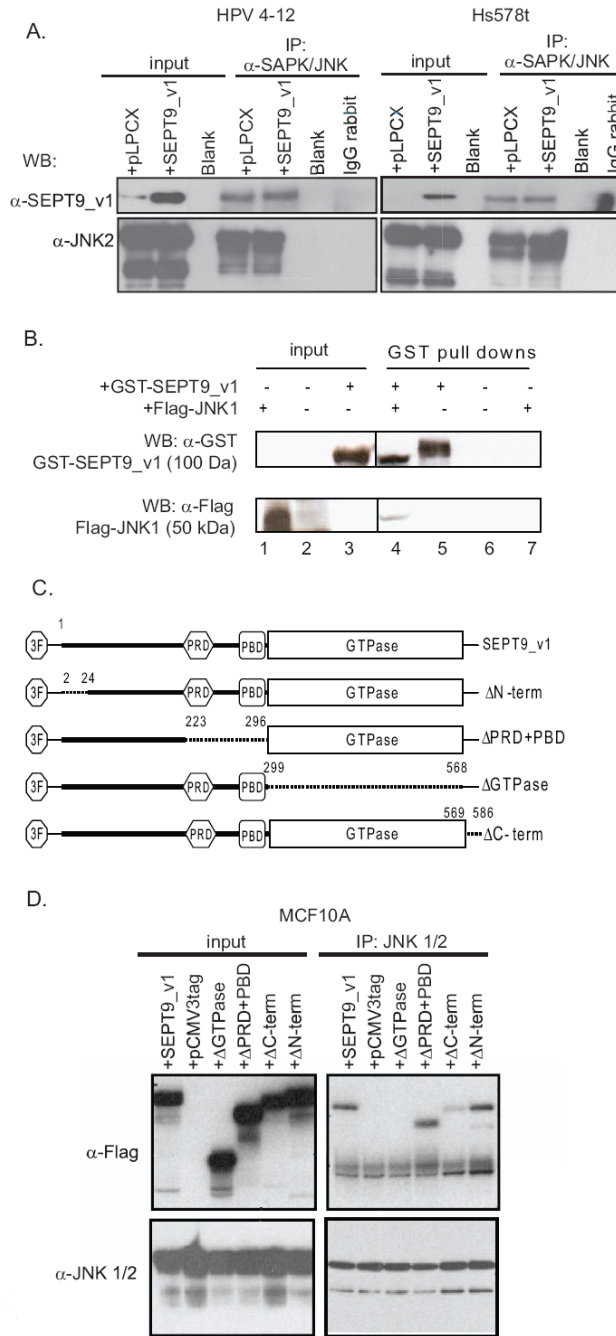 A.
HPV 4-12
Hs578t
input
IP:
α-SAPK/JNK
input
IP:
α-SAPK/JNK
WB:
+pLPCX
+SEPT9_v1
Blank
+pLPCX
+SEPT9_v1
Blank
IgG rabbit
+pLPCX
+SEPT9_v1
Blank
+pLPCX
+SEPT9_v1
Blank
IgG rabbit
α-SEPT9_v1
α-JNK2
B.
input
GST pull downs
+GST-SEPT9_v1 - - + + + - -
+Flag-JNK1 + - - + - - +
WB: α-GST
GST-SEPT9_v1 (100 Da)
WB: α-Flag
Flag-JNK1 (50 kDa)
1 2 3 4 5 6 7
C.
1
3F PRD PBD GTPase SEPT9_v1
2 24
3F PRD PBD GTPase ΔN-term
223 296
3F GTPase ΔPRD+PBD
299 568
3F PRD PBD ΔGTPase
569 586
3F PRD PBD GTPase ΔC-term
D.
MCF10A
input
IP: JNK 1/2
+SEPT9_v1
+pCMV3tag
+ΔGTPase
+ΔPRD+PBD
+ΔC-term
+ΔN-term
+SEPT9_v1
+pCMV3tag
+ΔGTPase
+ΔPRD+PBD
+ΔC-term
+ΔN-term
α-Flag
α-JNK 1/2